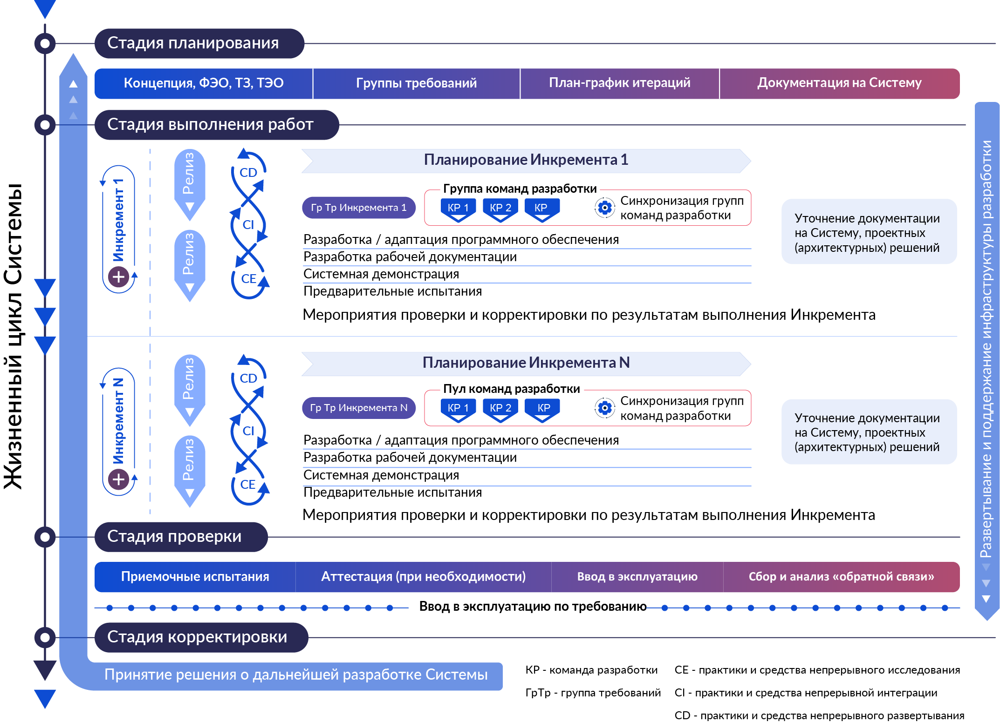 Жизненный цикл Системы
Стадия планирования
Концепция, ФЭО, ТЗ, ТЭО
Группы требований
План-график итераций
Документация на Систему
Стадия выполнения работ
Развертывание и поддержание инфраструктуры разработки
Инкремент 1
Релиз
Релиз
CD
CI
CE
Планирование Инкремента 1
Гр Тр Инкремента 1
Группа команд разработки
КР 1
КР 2
КР
Синхронизация групп
команд разработки
Разработка / адаптация программного обеспечения
Разработка рабочей документации
Системная демонстрация
Предварительные испытания
Уточнение документации
на Систему, проектных
(архитектурных) решений
Мероприятия проверки и корректировки по результатам выполнения Инкремента
Инкремент N
Релиз
Релиз
CD
CI
CE
Планирование Инкремента N
Гр Тр Инкремента N
Пул команд разработки
КР 1
КР 2
КР
Синхронизация групп
команд разработки
Разработка / адаптация программного обеспечения
Разработка рабочей документации
Системная демонстрация
Предварительные испытания
Уточнение документации
на Систему, проектных
(архитектурных) решений
Мероприятия проверки и корректировки по результатам выполнения Инкремента
Стадия проверки
Приемочные испытания
Аттестация (при необходимости)
Ввод в эксплуатацию
Сбор и анализ «обратной связи»
Ввод в эксплуатацию по требованию
Стадия корректировки
Принятие решения о дальнейшей разработке Системы
КР - команда разработки
ГрТр - группа требований
CE - практики и средства непрерывного исследования
CI - практики и средства непрерывной интеграции
CD - практики и средства непрерывного развертывания